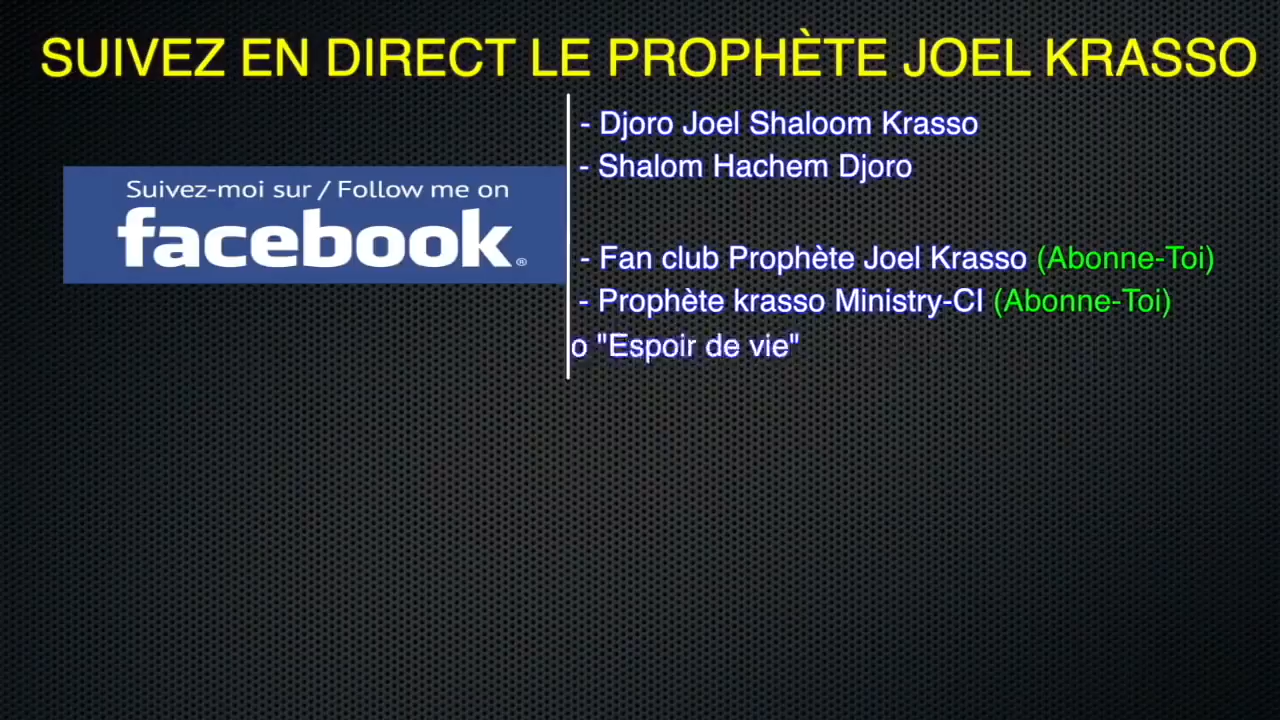 SUIVEZ EN DIRECT LE PROPHÈTE JOEL KRASSO
Suivez-moi sur / Follow me on
facebook®
- Djoro Joel Shaloom Krasso
- Shalom Hachem Djoro
- Fan club Prophète Joel Krasso (Abonne-Toi)
- Prophète krasso Ministry-CI (Abonne-Toi)
o "Espoir de vie"